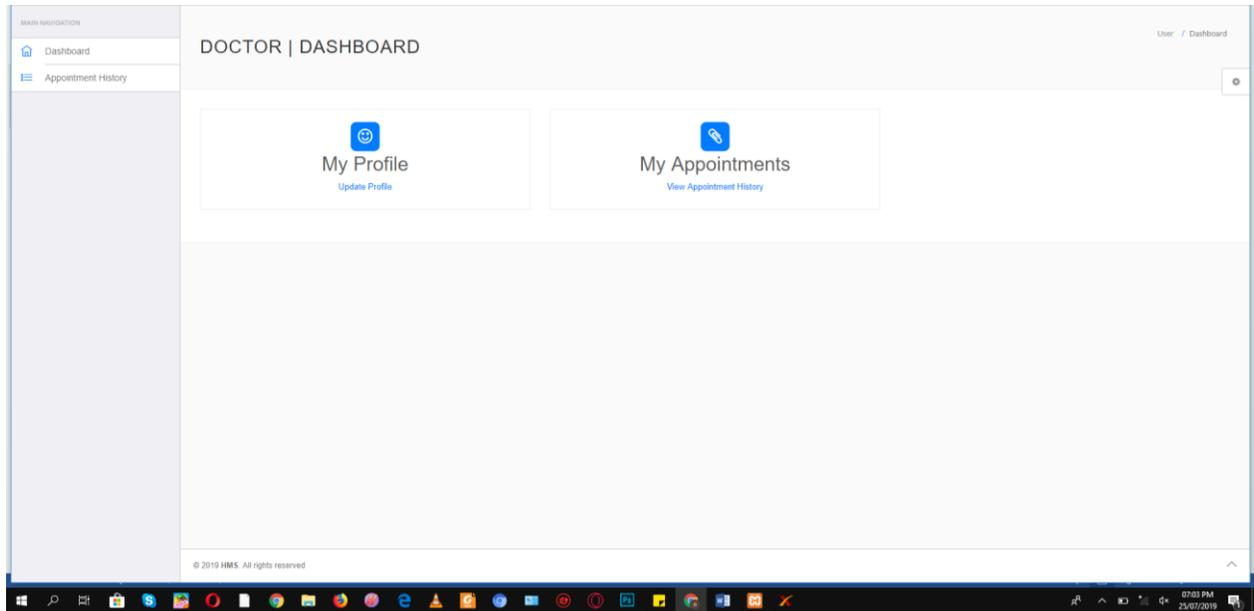 MAIN NAVIGATION
Dashboard
Appointment History
DOCTOR | DASHBOARD
User / Dashboard
My Profile
Update Profile
My Appointments
View Appointment History
© 2019 HMS. All rights reserved
07:03 PM
25/07/2019